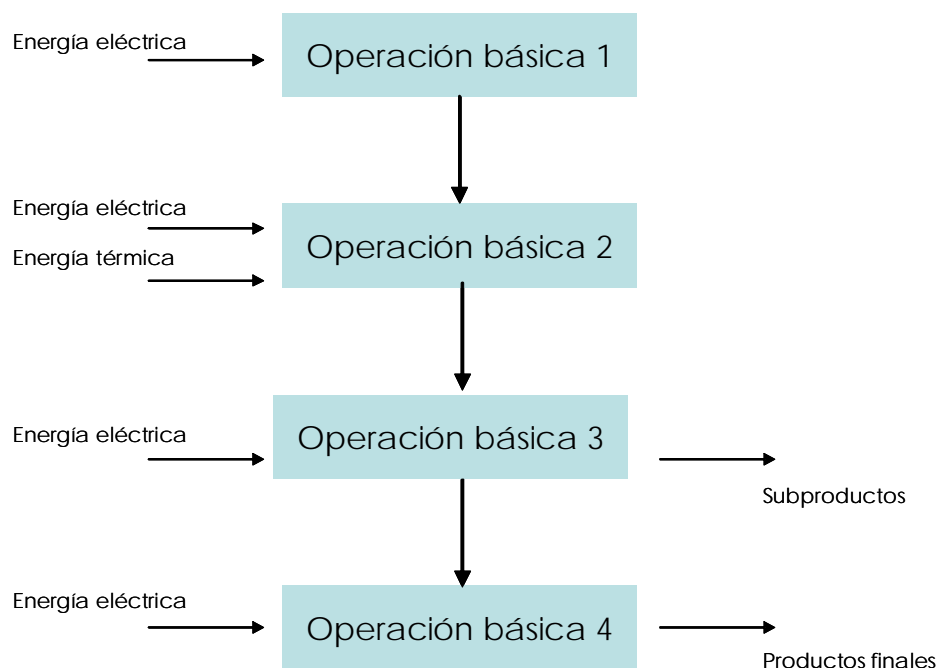 Energía eléctrica
Operación básica 1
Energía eléctrica
Operación básica 2
Energía térmica
Energía eléctrica
Operación básica 3
Subproductos
Energía eléctrica
Operación básica 4
Productos finales